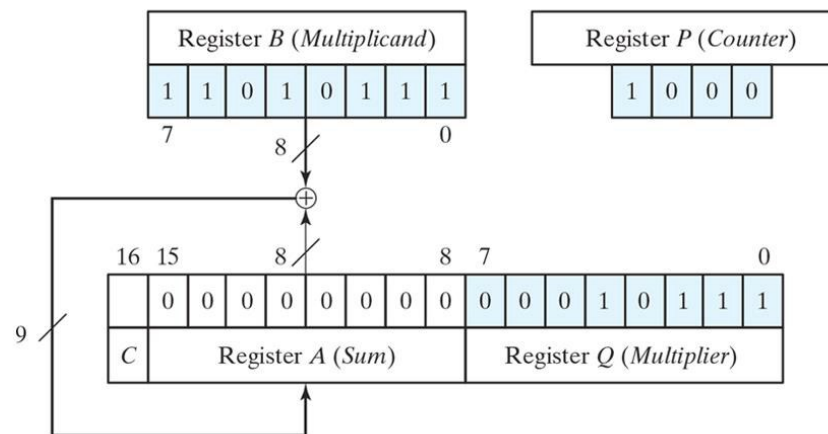 Register B (Multiplicand)
Register P (Counter)
1 1 0 1 0 1 1 1
1 0 0 0
7 0
8
+
16 15 8 8 7 0
0 0 0 0 0 0 0 0 0 0 0 1 0 1 1 1
9
C Register A (Sum) Register Q (Multiplier)